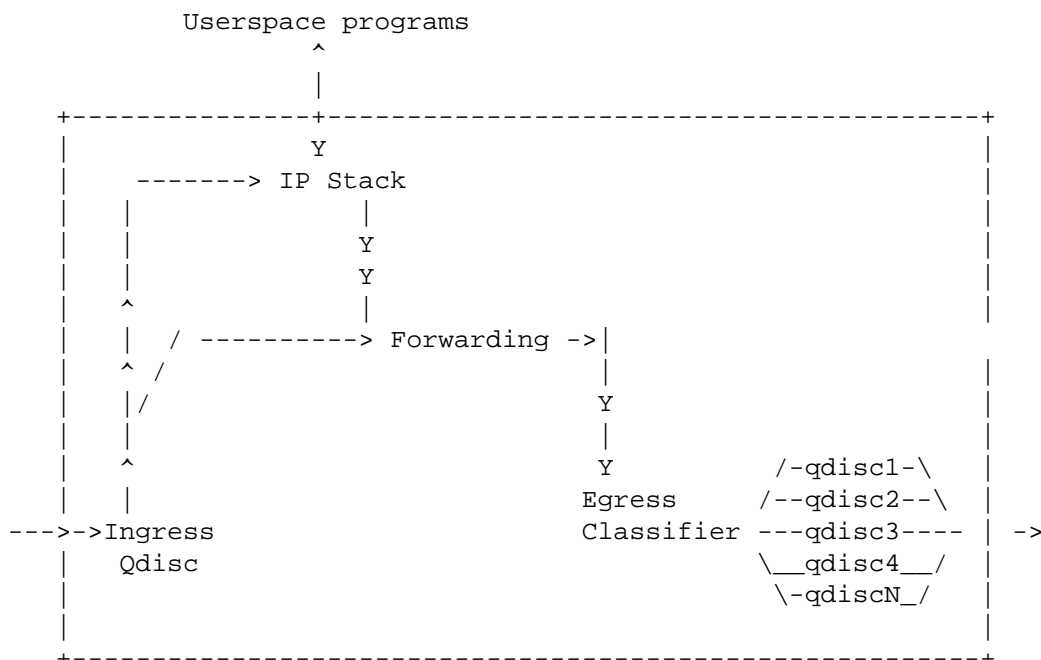 Userspace programs
^
|
+---------------+-----------------------------------------+
|               Y                                         |
|    -------> IP Stack                                    |
|   |              |                                      |
|   |              Y                                      |
|   |              Y                                      |
|   ^              |                                      |
|   |  / ----------> Forwarding ->|
|   ^ /                           |                       |
|   |/                            Y                       |
|   |                             |                       |
|   ^                             Y          /-qdisc1-\   |
|   |                            Egress     /--qdisc2--\  |
--->->Ingress                       Classifier ---qdisc3---- | ->
|   Qdisc                                   \__qdisc4__/  |
|                                            \-qdiscN_/   |
|                                                         |
+---------------------------------------------------------+